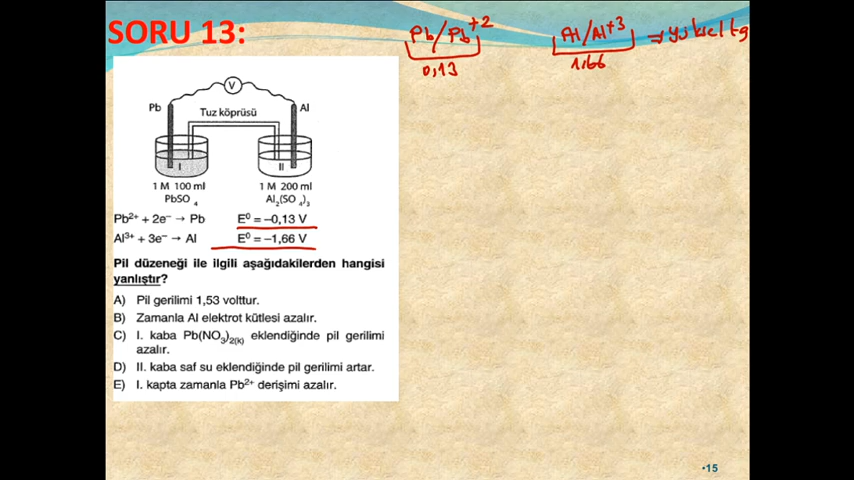 SORU 13:
Pb/Pb+2
0,13
Al/Al+3 ⇒ yükseltg
1,66
V
Pb
Al
Tuz köprüsü
I
II
1 M 100 ml
PbSO4
1 M 200 ml
Al2(SO4)3
Pb2+ + 2e– → Pb E0 = –0,13 V
Al3+ + 3e– → Al E0 = –1,66 V
Pil düzeneği ile ilgili aşağıdakilerden hangisi
yanlıştır?
A) Pil gerilimi 1,53 volttur.
B) Zamanla Al elektrot kütlesi azalır.
C) I. kaba Pb(NO3)2(k) eklendiğinde pil gerilimi
azalır.
D) II. kaba saf su eklendiğinde pil gerilimi artar.
E) I. kapta zamanla Pb2+ derişimi azalır.
•15